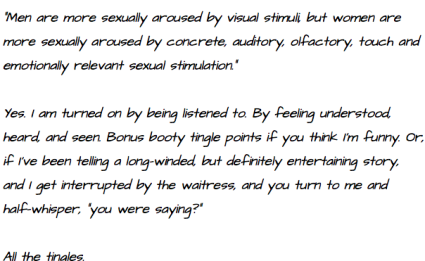 "Men are more sexually aroused by visual stimuli, but women are
more sexually aroused by concrete, auditory, olfactory, touch and
emotionally relevant sexual stimulation."
Yes. I am turned on by being listened to. By feeling understood,
heard, and seen. Bonus booty tingle points if you think I'm funny. Or,
if I've been telling a long-winded, but definitely entertaining story,
and I get interrupted by the waitress, and you turn to me and
half-whisper, "you were saying?"
All the tingles.